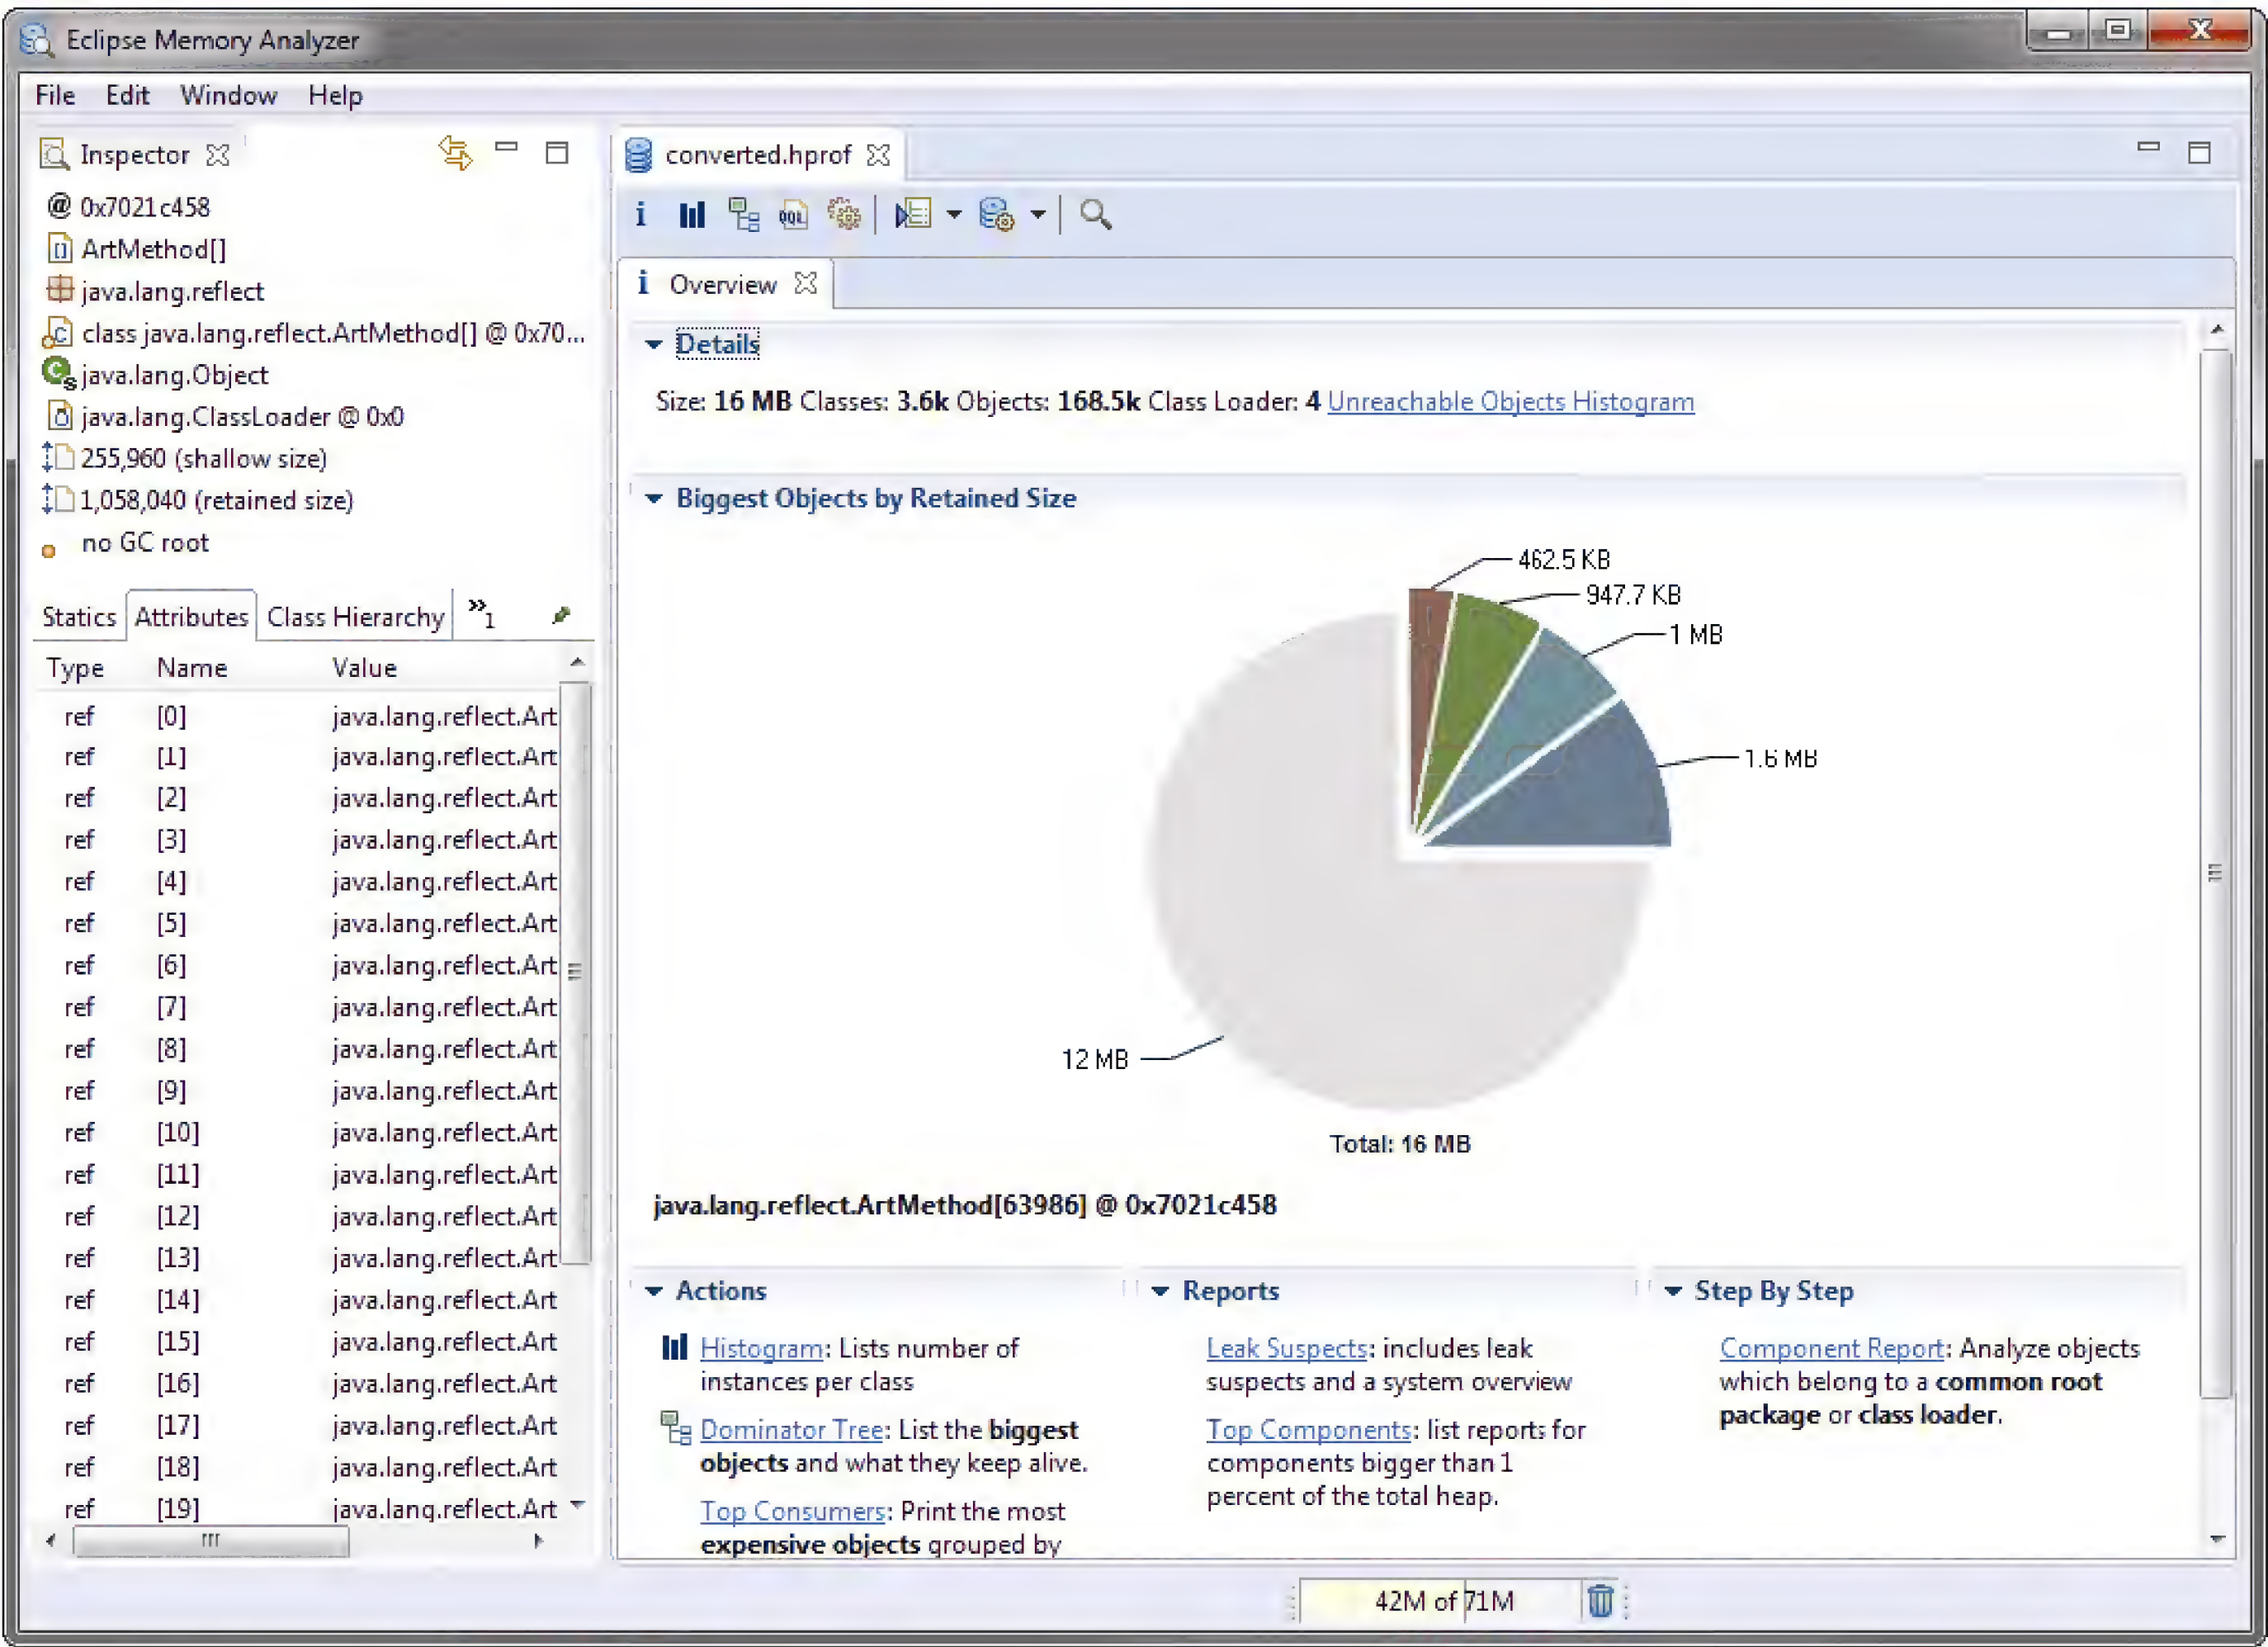 Eclipse Memory Analyzer
File Edit Window Help
Inspector
@ 0x7021c458
ArtMethod[]
java.lang.reflect
class java.lang.reflect.ArtMethod[] @ 0x70...
java.lang.Object
java.lang.ClassLoader @ 0x0
255,960 (shallow size)
1,058,040 (retained size)
no GC root
Statics Attributes Class Hierarchy »1
Type Name Value
ref [0] java.lang.reflect.Art
ref [1] java.lang.reflect.Art
ref [2] java.lang.reflect.Art
ref [3] java.lang.reflect.Art
ref [4] java.lang.reflect.Art
ref [5] java.lang.reflect.Art
ref [6] java.lang.reflect.Art
ref [7] java.lang.reflect.Art
ref [8] java.lang.reflect.Art
ref [9] java.lang.reflect.Art
ref [10] java.lang.reflect.Art
ref [11] java.lang.reflect.Art
ref [12] java.lang.reflect.Art
ref [13] java.lang.reflect.Art
ref [14] java.lang.reflect.Art
ref [15] java.lang.reflect.Art
ref [16] java.lang.reflect.Art
ref [17] java.lang.reflect.Art
ref [18] java.lang.reflect.Art
ref [19] java.lang.reflect.Art
converted.hprof
i Overview
Details
Size: 16 MB Classes: 3.6k Objects: 168.5k Class Loader: 4 Unreachable Objects Histogram
Biggest Objects by Retained Size
462.5 KB
947.7 KB
1 MB
1.6 MB
12 MB
Total: 16 MB
java.lang.reflect.ArtMethod[63986] @ 0x7021c458
Actions
Histogram: Lists number of
instances per class
Dominator Tree: List the biggest
objects and what they keep alive.
Top Consumers: Print the most
expensive objects grouped by
Reports
Leak Suspects: includes leak
suspects and a system overview
Top Components: list reports for
components bigger than 1
percent of the total heap.
Step By Step
Component Report: Analyze objects
which belong to a common root
package or class loader.
42M of 71M